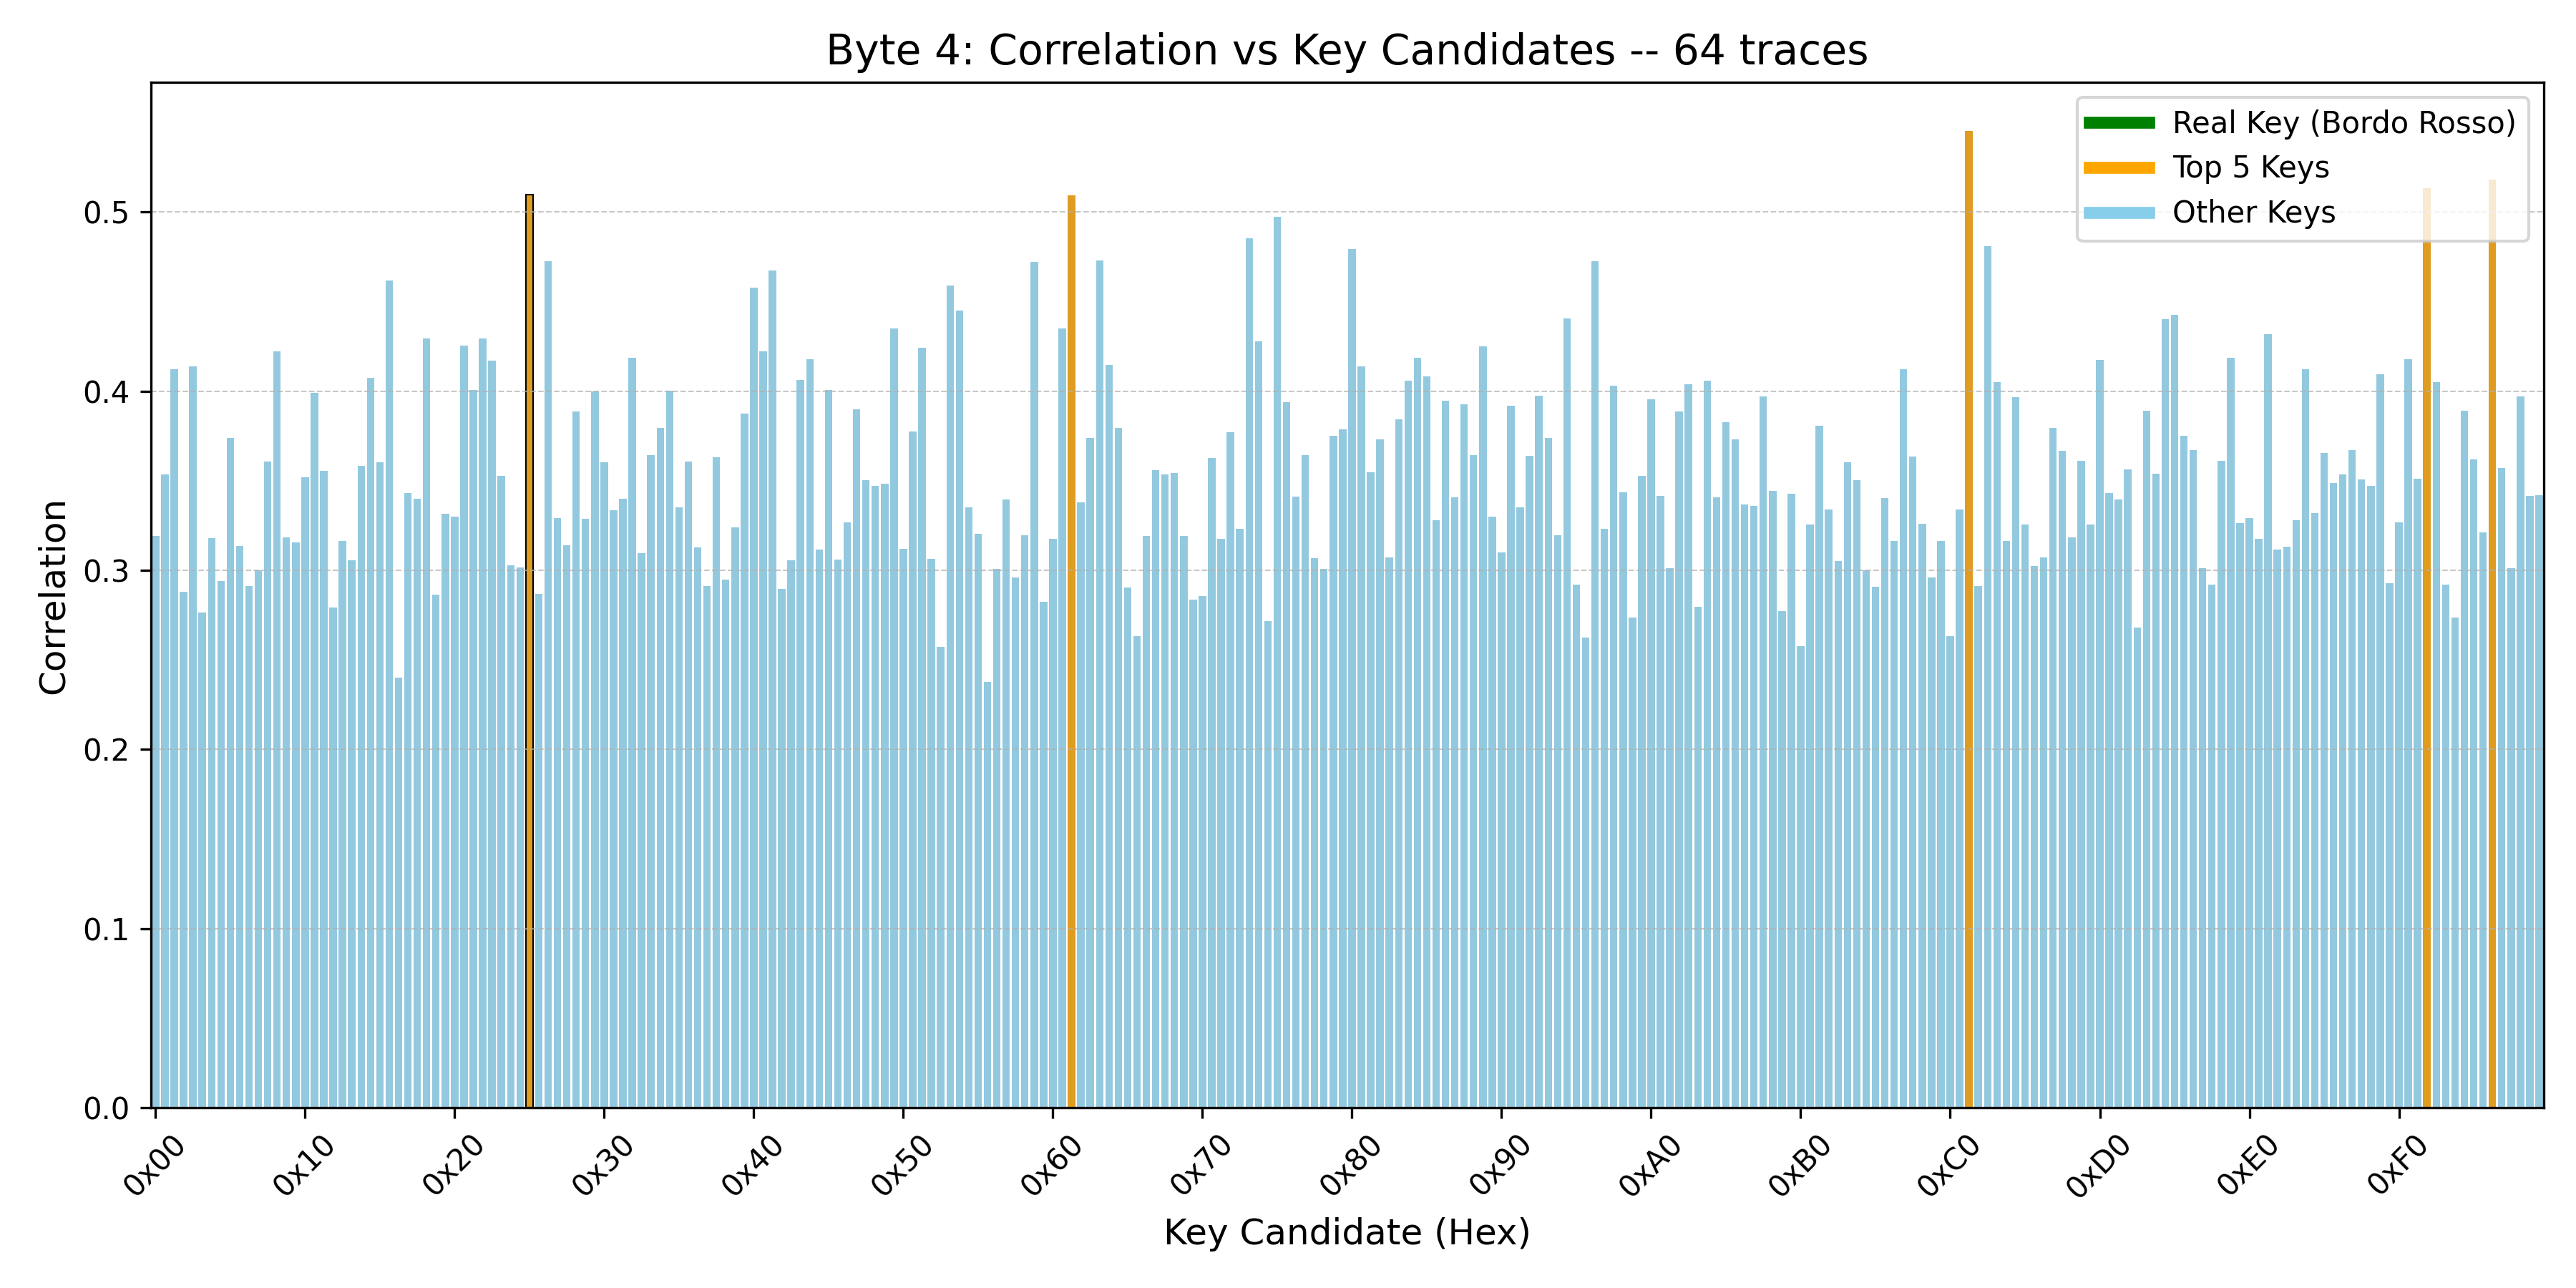 Byte 4: Correlation vs Key Candidates -- 64 traces
Real Key (Bordo Rosso)
Top 5 Keys
Other Keys
Correlation
0.5
0.4
0.3
0.2
0.1
0.0
0x00 0x10 0x20 0x30 0x40 0x50 0x60 0x70 0x80 0x90 0xA0 0xB0 0xC0 0xD0 0xE0 0xF0
Key Candidate (Hex)